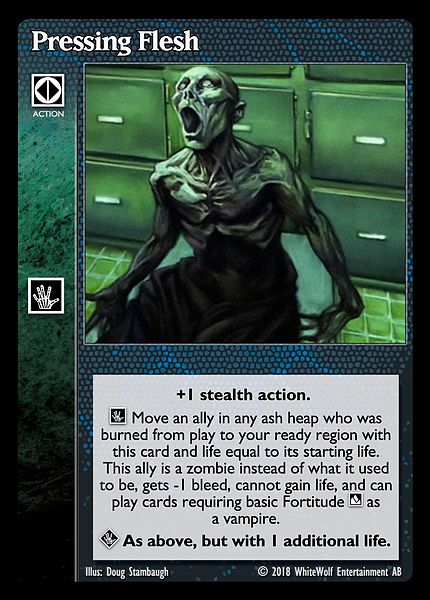 Pressing Flesh
ACTION
+1 stealth action.
Move an ally in any ash heap who was
burned from play to your ready region with
this card and life equal to its starting life.
This ally is a zombie instead of what it used
to be, gets -1 bleed, cannot gain life, and can
play cards requiring basic Fortitude as
a vampire.
As above, but with 1 additional life.
Illus: Doug Stambaugh © 2018 WhiteWolf Entertainment AB